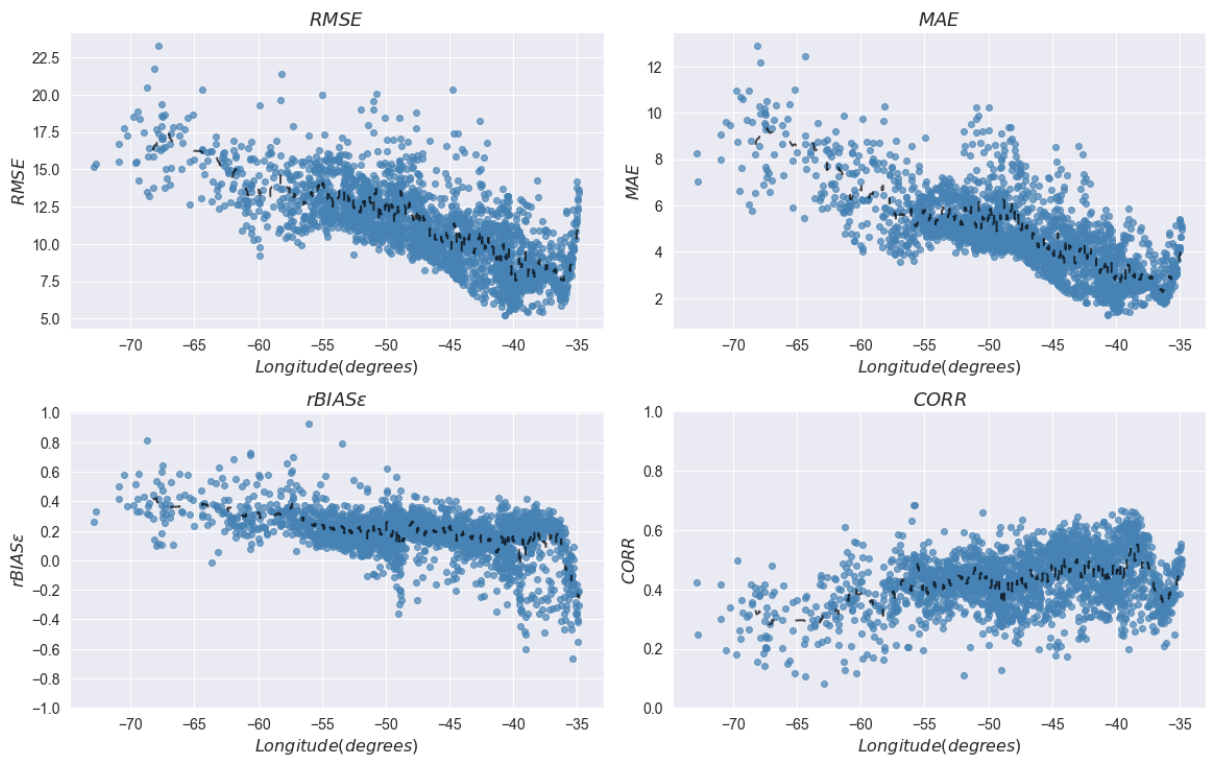 RMSE
22.5
20.0
17.5
15.0
12.5
10.0
7.5
5.0
RMSE
−70 −65 −60 −55 −50 −45 −40 −35
Longitude(degrees)
MAE
12
10
8
6
4
2
MAE
−70 −65 −60 −55 −50 −45 −40 −35
Longitude(degrees)
rBIASε
1.0
0.8
0.6
0.4
0.2
0.0
−0.2
−0.4
−0.6
−0.8
−1.0
rBIASε
−70 −65 −60 −55 −50 −45 −40 −35
Longitude(degrees)
CORR
1.0
0.8
0.6
0.4
0.2
0.0
CORR
−70 −65 −60 −55 −50 −45 −40 −35
Longitude(degrees)